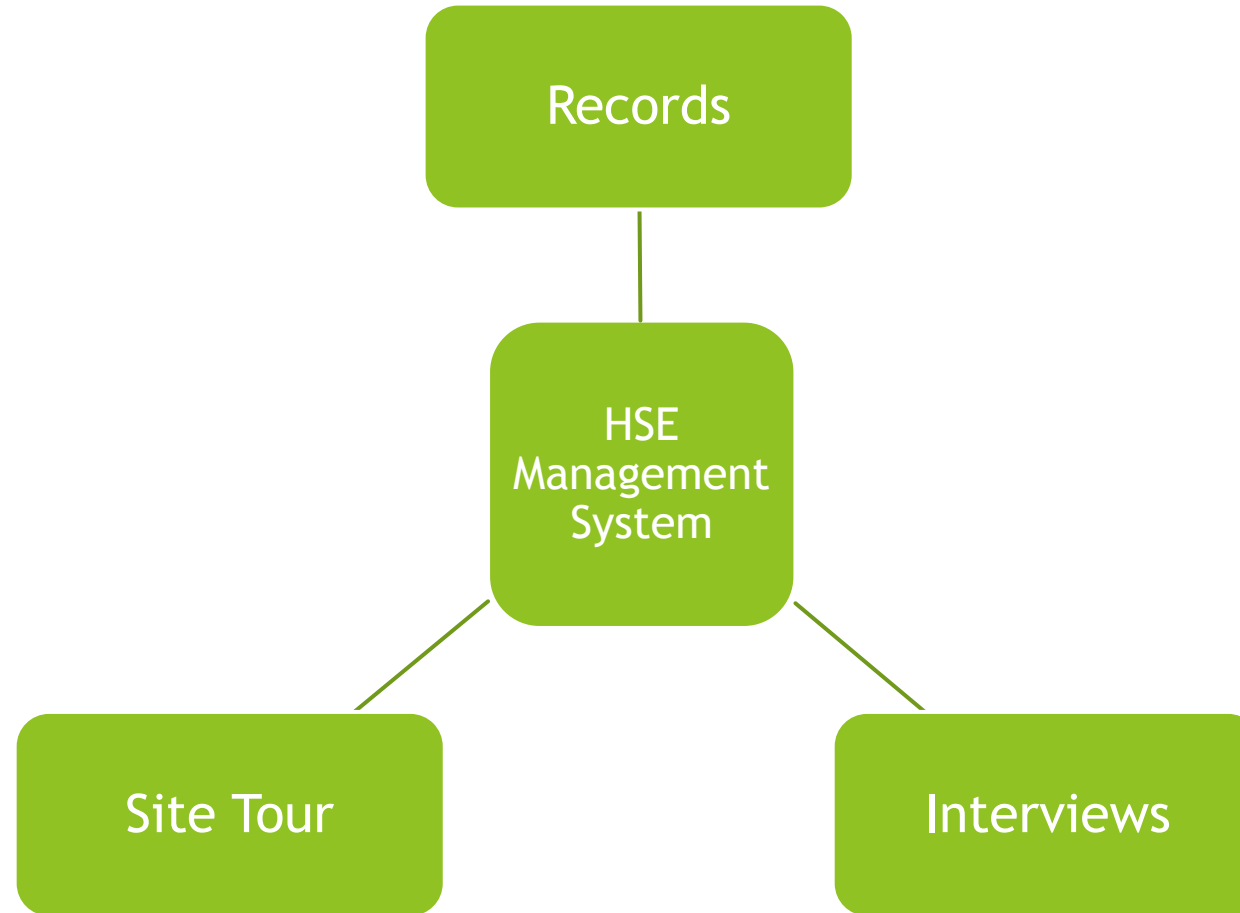 Records
HSE
Management
System
Site Tour
Interviews